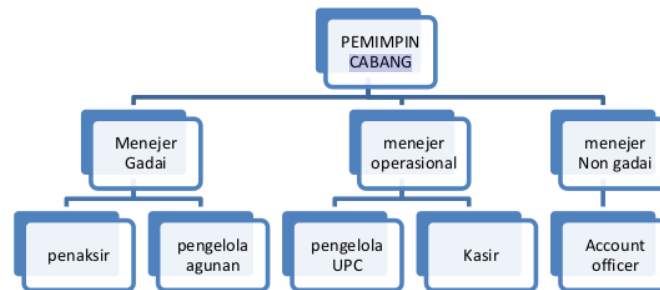 PEMIMPIN
CABANG
Menejer
Gadai
menejer
operasional
menejer
Non gadai
penaksir
pengelola
agunan
pengelola
UPC
Kasir
Account
officer